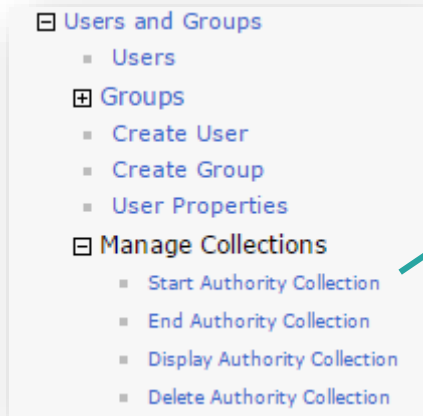 Users and Groups
Users
Groups
Create User
Create Group
User Properties
Manage Collections
Start Authority Collection
End Authority Collection
Display Authority Collection
Delete Authority Collection